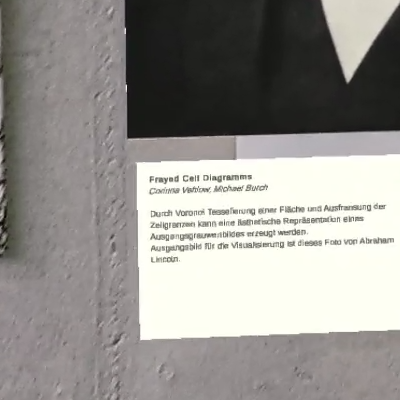 Frayed Cell Diagramms
Corinna Vehlow, Michael Burch
Durch Voronoi Tesselierung einer Fläche und Ausfransung der
Zellgrenzen kann eine ästhetische Repräsentation eines
Ausgangsgrauwertbildes erzeugt werden.
Ausgangsbild für die Visualisierung ist dieses Foto von Abraham
Lincoln.